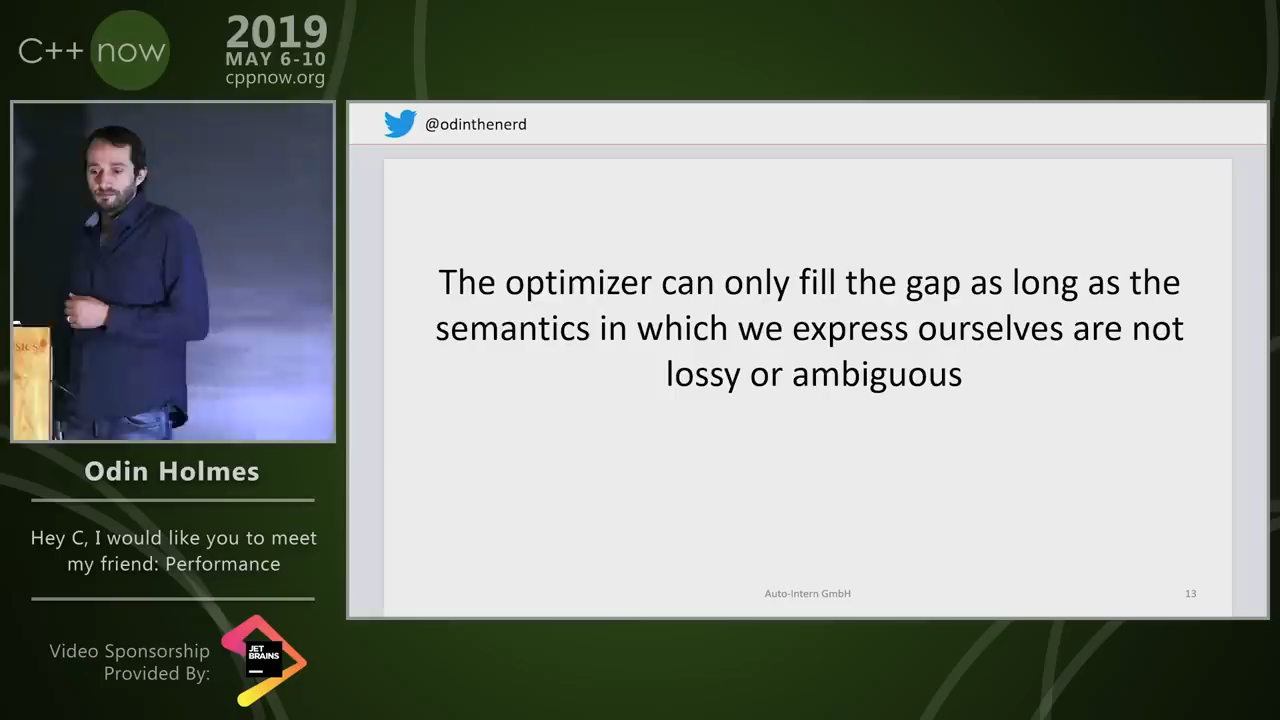 C++ now
2019
MAY 6-10
cppnow.org
@odinthenerd
The optimizer can only fill the gap as long as the
semantics in which we express ourselves are not
lossy or ambiguous
Auto-Intern GmbH
13
Odin Holmes
Hey C, I would like you to meet
my friend: Performance
Video Sponsorship
Provided By:
JET
BRAINS